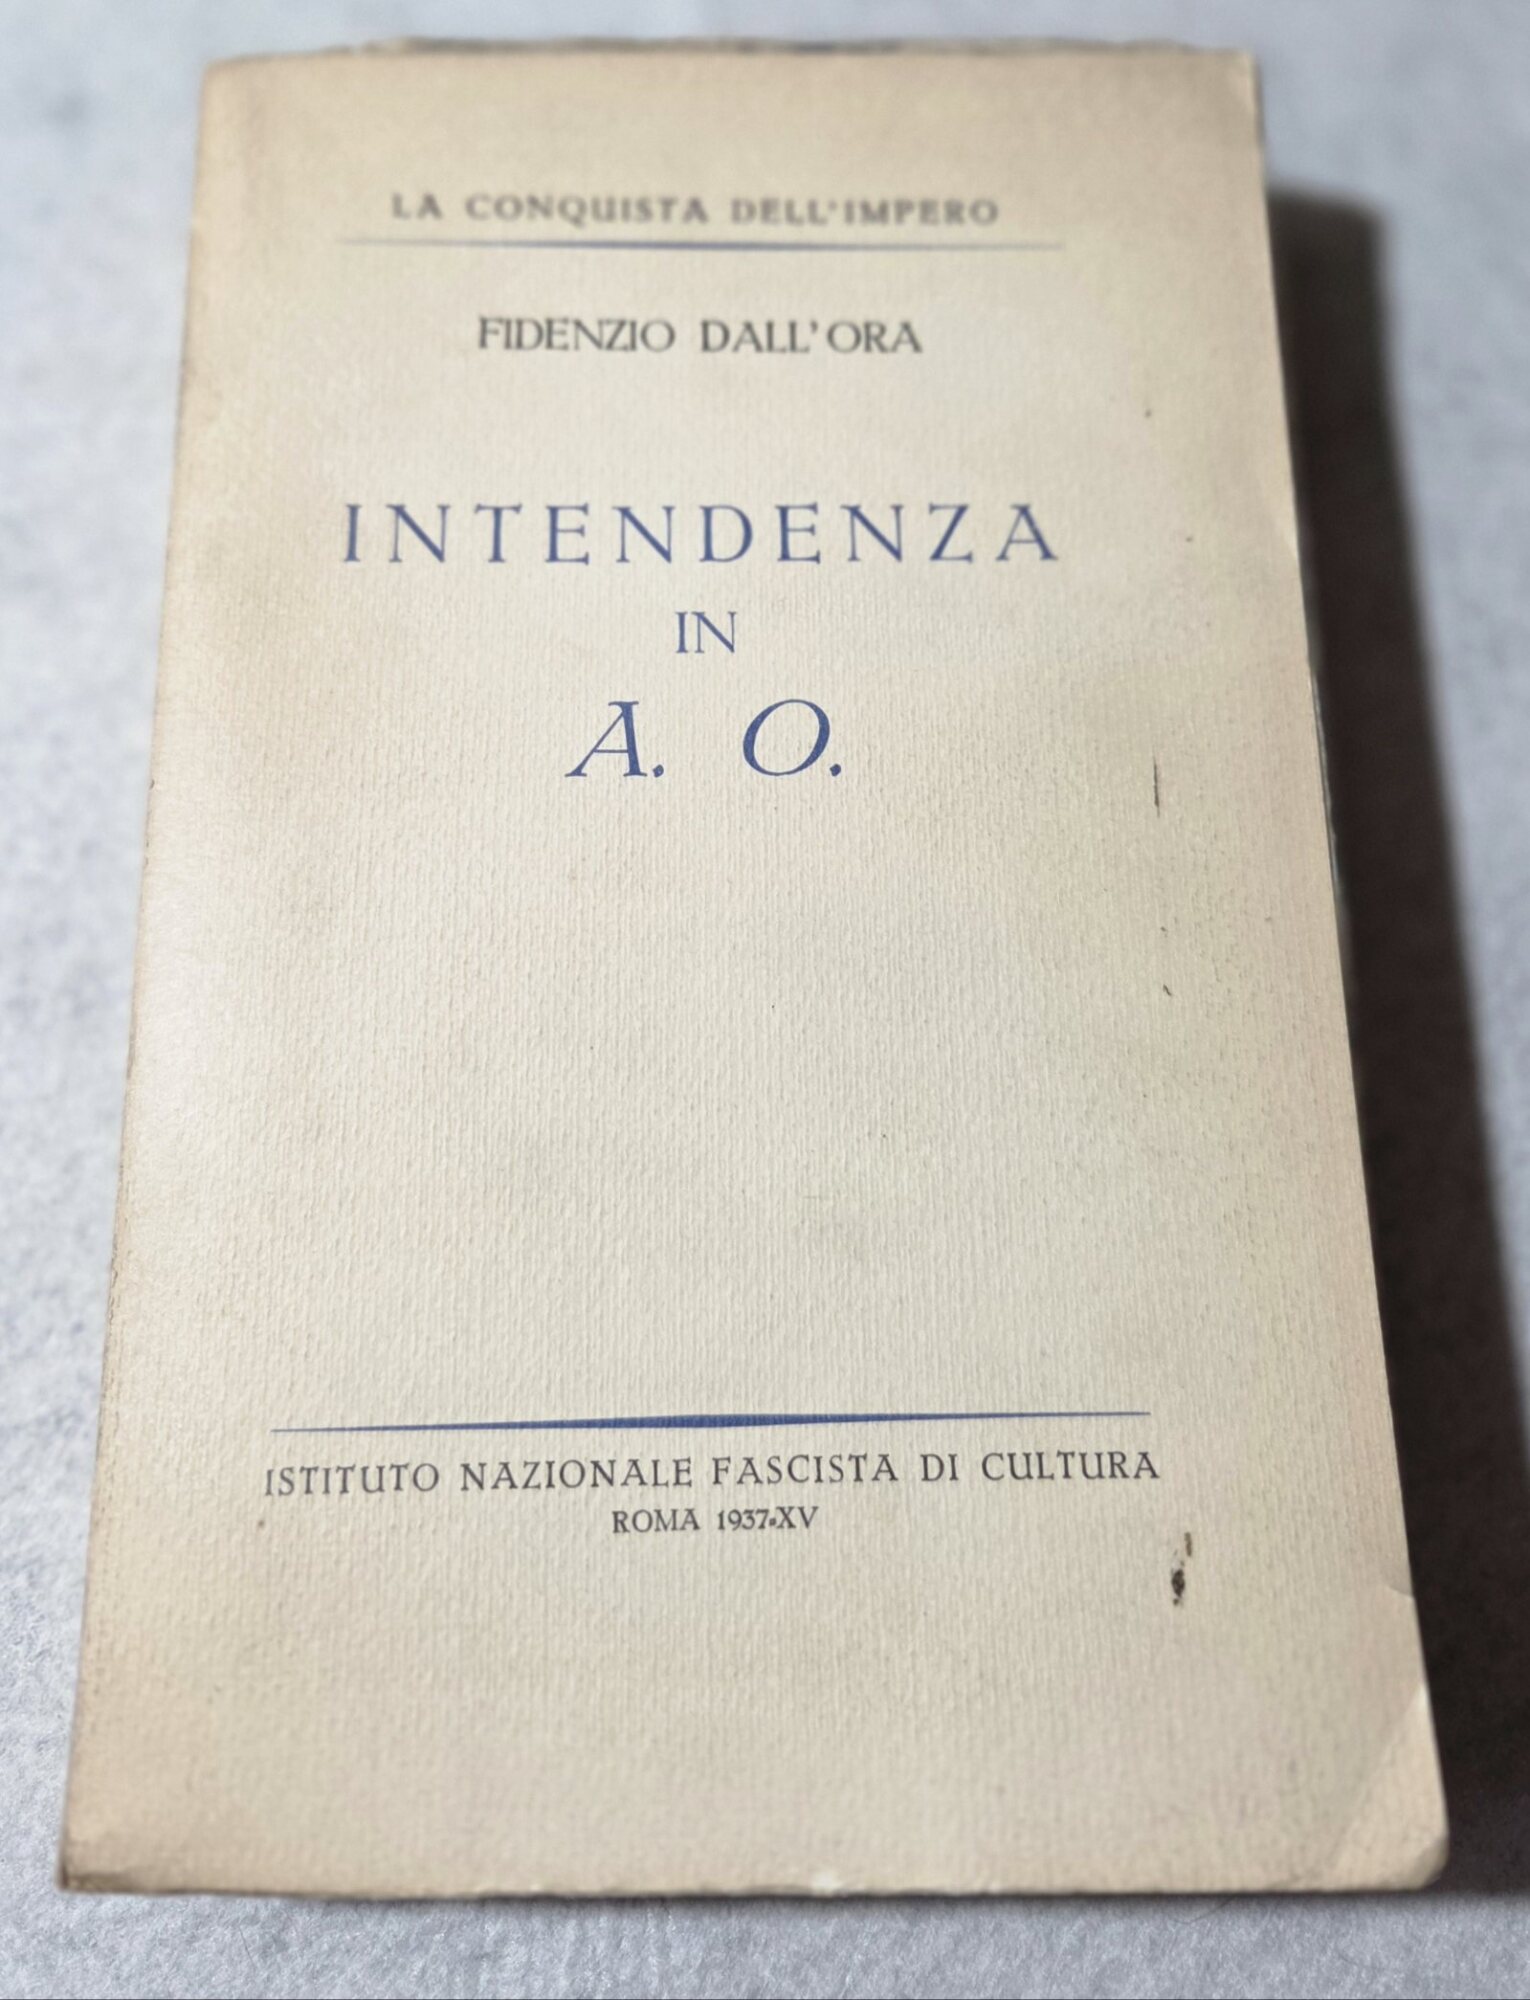 LA CONQUISTA DELL'IMPERO
FIDENZIO DALL'ORA
INTENDENZA
IN
A. O.
ISTITUTO NAZIONALE FASCISTA DI CULTURA
ROMA 1937-XV